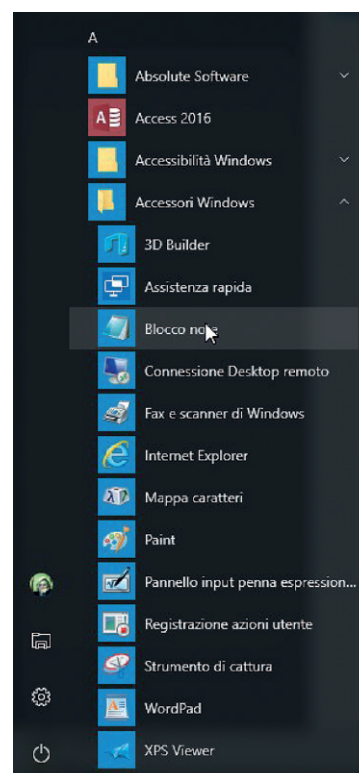 A
Absolute Software
Access 2016
Accessibilità Windows
Accessori Windows
3D Builder
Assistenza rapida
Blocco note
Connessione Desktop remoto
Fax e scanner di Windows
Internet Explorer
Mappa caratteri
Paint
Pannello input penna espression...
Registrazione azioni utente
Strumento di cattura
WordPad
XPS Viewer